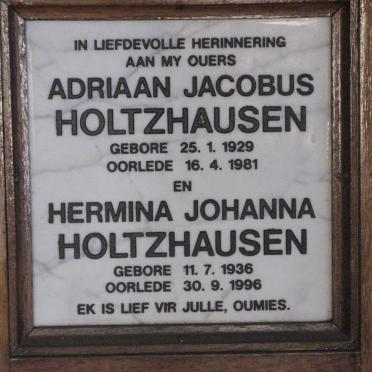 IN LIEFDEVOLLE HERINNERING
AAN MY OUERS
ADRIAAN JACOBUS
HOLTZHAUSEN
GEBORE 25. 1. 1929
OORLEDE 16. 4. 1981
EN
HERMINA JOHANNA
HOLTZHAUSEN
GEBORE 11. 7. 1936
OORLEDE 30. 9. 1996
EK IS LIEF VIR JULLE, OUMIES.